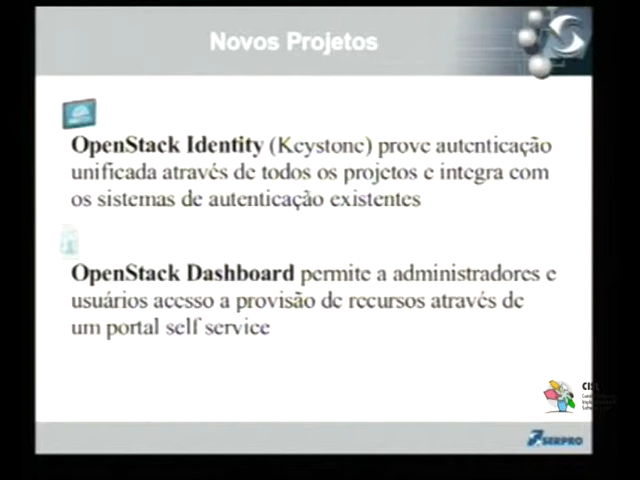 Novos Projetos
OpenStack Identity (Keystone) prove autenticação
unificada através de todos os projetos e integra com
os sistemas de autenticação existentes
OpenStack Dashboard permite a administradores e
usuários acesso a provisão de recursos através de
um portal self service
SERPRO